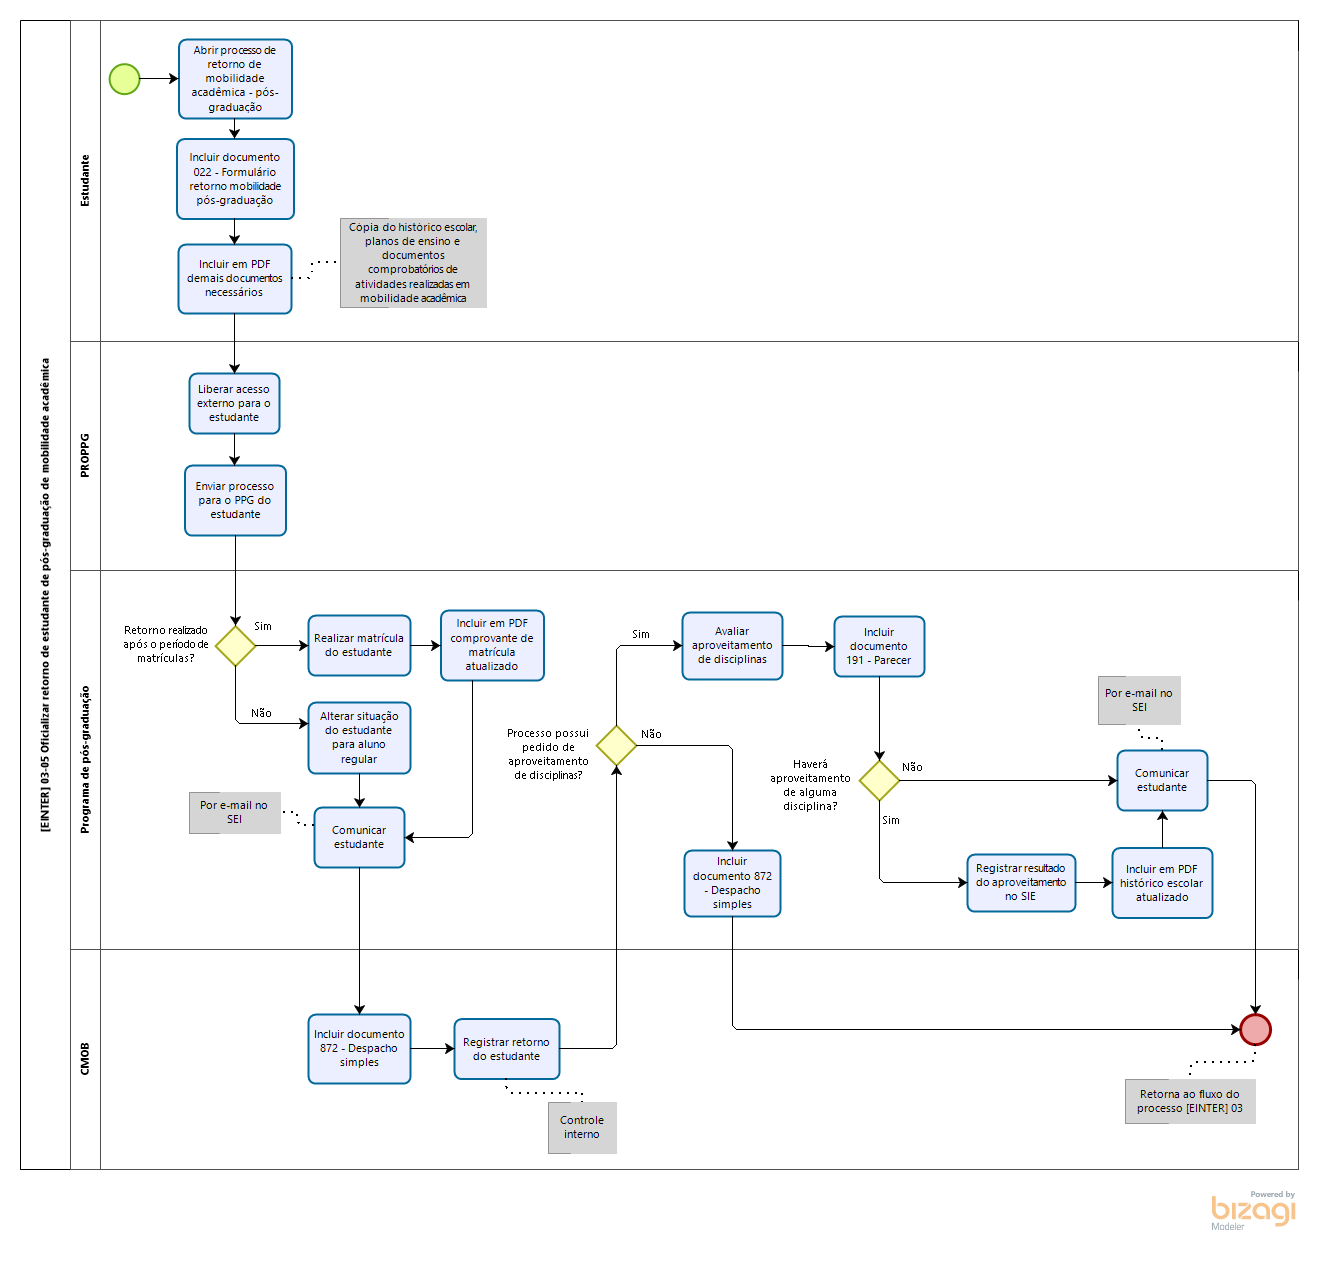 [EINTER] 03-05 Oficializar retorno de estudante de pós-graduação de mobilidade acadêmica
Estudante
Abrir processo de
retorno de
mobilidade
acadêmica - pós-
graduação
Incluir documento
022 - Formulário
retorno mobilidade
pós-graduação
Incluir em PDF
demais documentos
necessários
Cópia do histórico escolar,
planos de ensino e
documentos
comprobatórios de
atividades realizadas em
mobilidade acadêmica
PROPPG
Liberar acesso
externo para o
estudante
Enviar processo
para o PPG do
estudante
Programa de pós-graduação
Retorno realizado
após o período de
matrículas?
Sim
Realizar matrícula
do estudante
Incluir em PDF
comprovante de
matrícula
atualizado
Não
Alterar situação
do estudante
para aluno
regular
Por e-mail no
SEI
Comunicar
estudante
Processo possui
pedido de
aproveitamento
de disciplinas?
Sim
Avaliar
aproveitamento
de disciplinas
Incluir
documento
191 - Parecer
Não
Incluir
documento 872
- Despacho
simples
Haverá
aproveitamento
de alguma
disciplina?
Não
Sim
Por e-mail no
SEI
Comunicar
estudante
Registrar resultado
do aproveitamento
no SIE
Incluir em PDF
histórico escolar
atualizado
CMOB
Incluir documento
872 - Despacho
simples
Registrar retorno
do estudante
Controle
interno
Retorna ao fluxo do
processo [EINTER] 03
Powered by
bizagi
Modeler